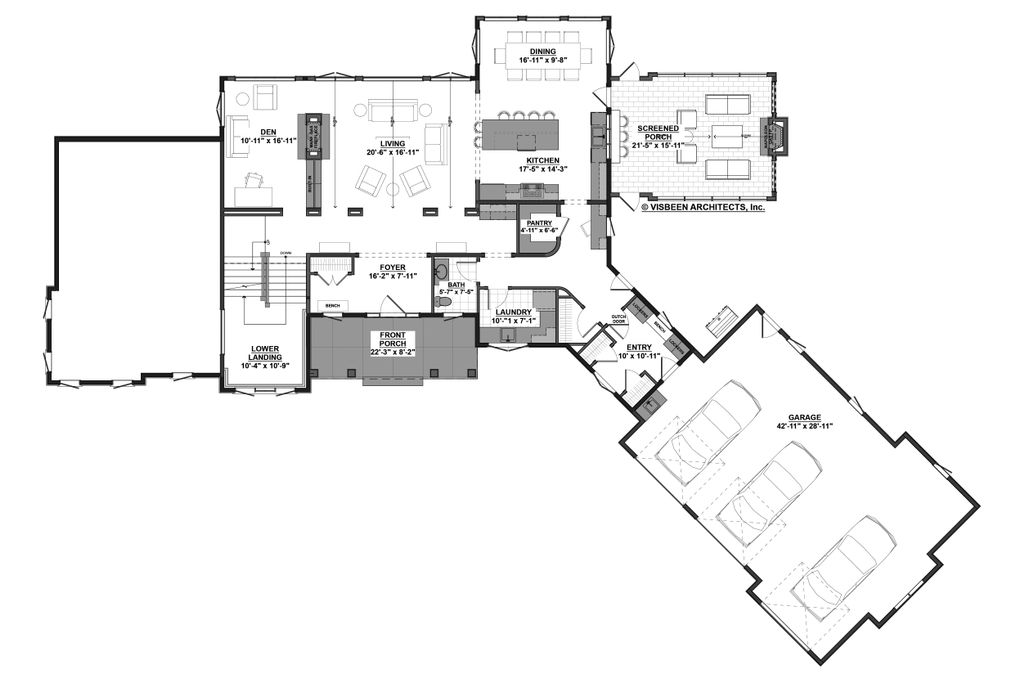 DINING
16'-11" x 9'-8"
DEN
10'-11" x 16'-11"
LIVING
20'-6" x 16'-11"
KITCHEN
17'-5" x 14'-3"
SCREENED
PORCH
21'-5" x 15'-11"
© VISBEEN ARCHITECTS, Inc.
PANTRY
4'-11" x 6'-6"
DOWN
FOYER
16'-2" x 7'-11"
BENCH
BATH
5'-7" x 7'-5"
LAUNDRY
10'-"1 x 7'-1"
FRONT
PORCH
22'-3" x 8'-2"
LOWER
LANDING
10'-4" x 10'-9"
LOCKERS
BENCH
LOCKERS
DUTCH
DOOR
ENTRY
10' x 10'-11"
GARAGE
42'-11" x 28'-11"